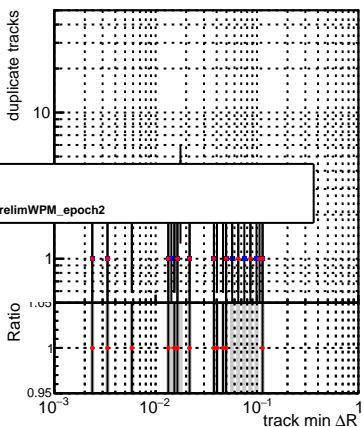 duplicate tracks
10
relimWPM_epoch2
1
1.05
Ratio
1
0.95
10⁻³ 10⁻² 10⁻¹ 1
track min ΔR